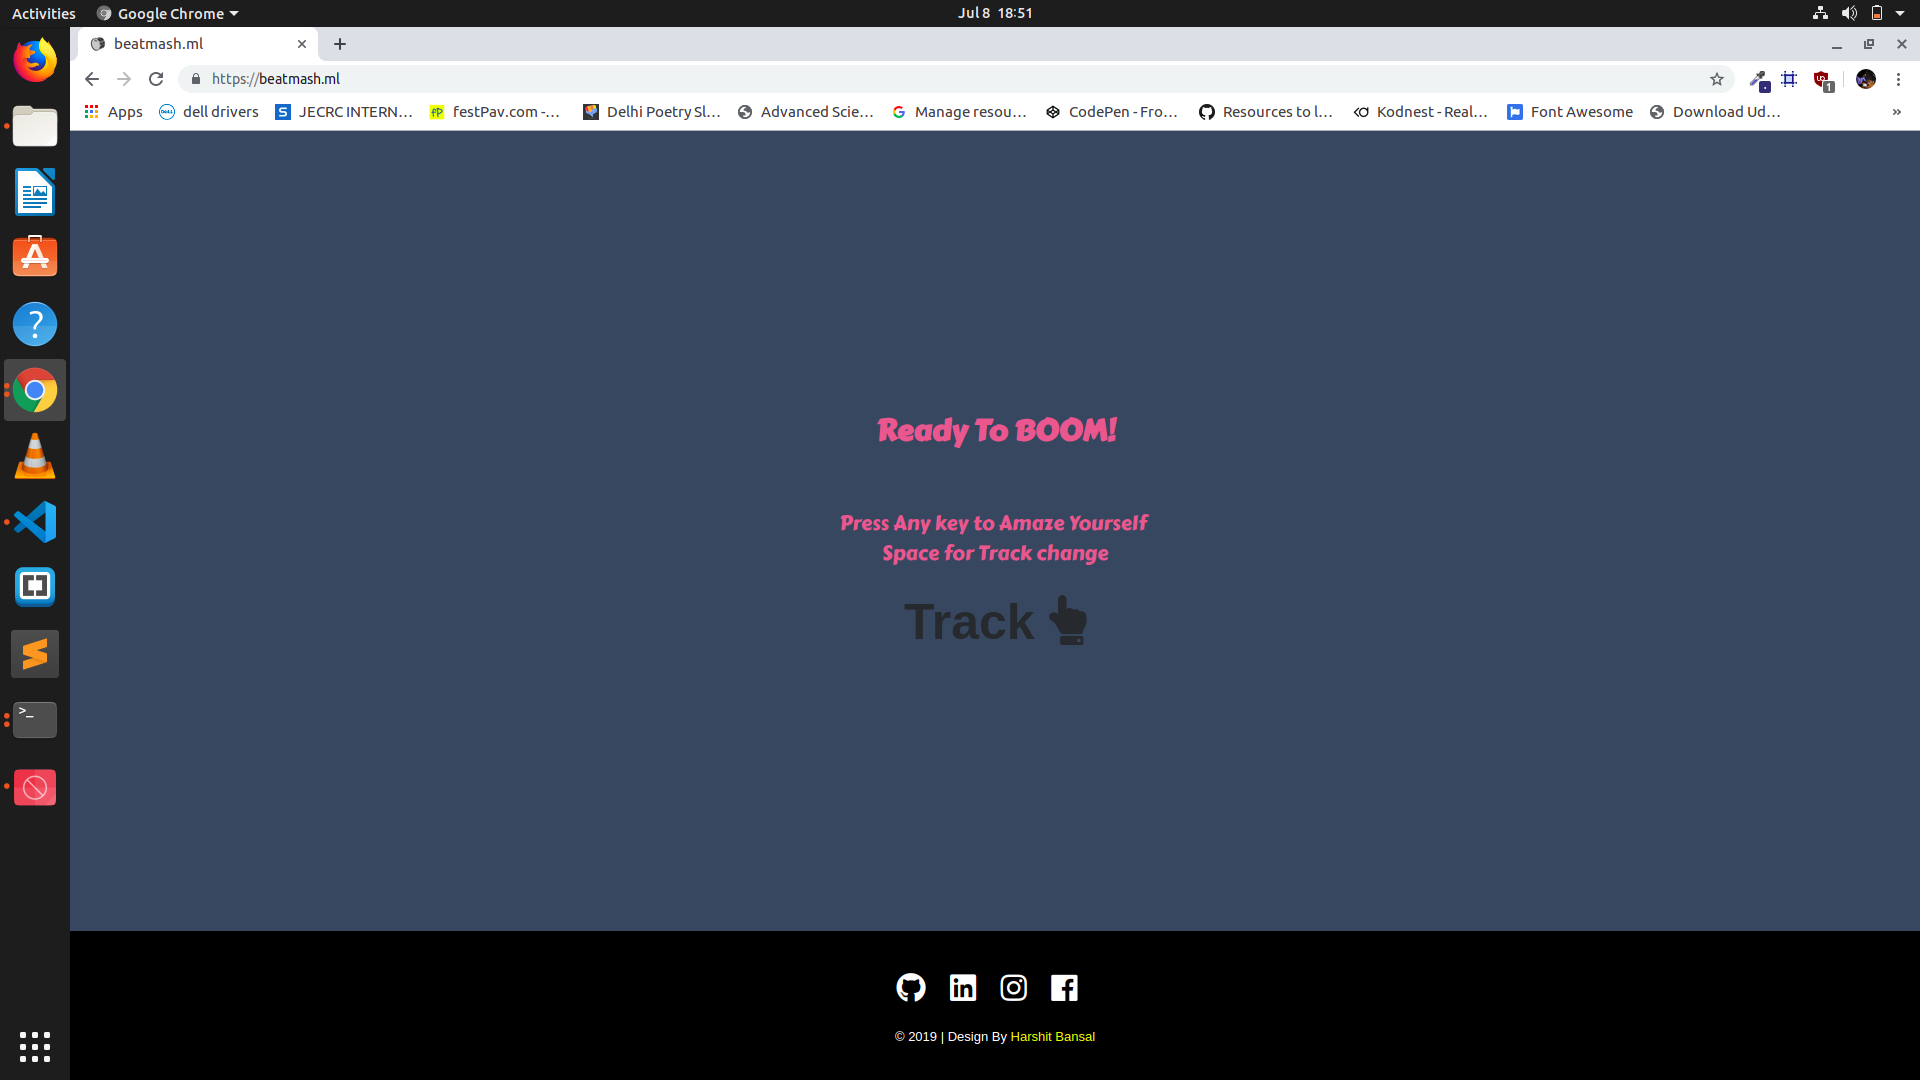 Activities
Google Chrome
Jul 8 18:51
beatmash.ml
https://beatmash.ml
1
Apps
dell drivers
JECRC INTERN...
festPav.com -...
Delhi Poetry Sl...
Advanced Scie...
Manage resou...
CodePen - Fro...
Resources to l...
Kodnest - Real...
Font Awesome
Download Ud...
»
Ready To BOOM!
Press Any key to Amaze Yourself
Space for Track change
Track
© 2019 | Design By Harshit Bansal